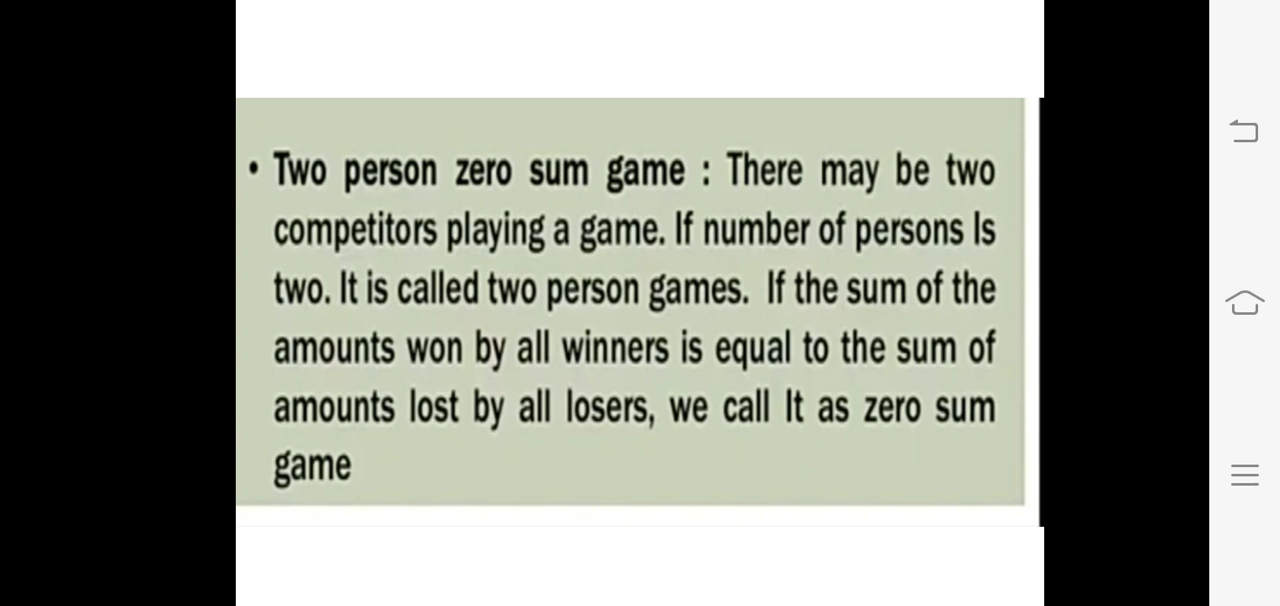 • Two person zero sum game : There may be two
competitors playing a game. If number of persons Is
two. It is called two person games. If the sum of the
amounts won by all winners is equal to the sum of
amounts lost by all losers, we call It as zero sum
game